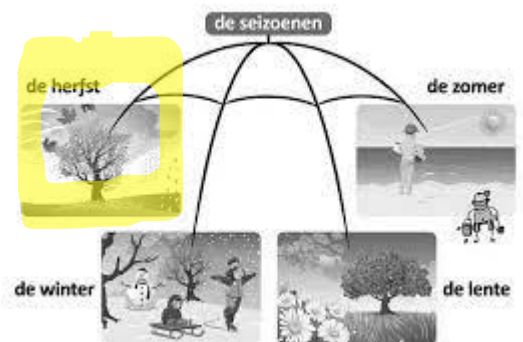 de seizoenen
de herfst
de zomer
de winter
de lente